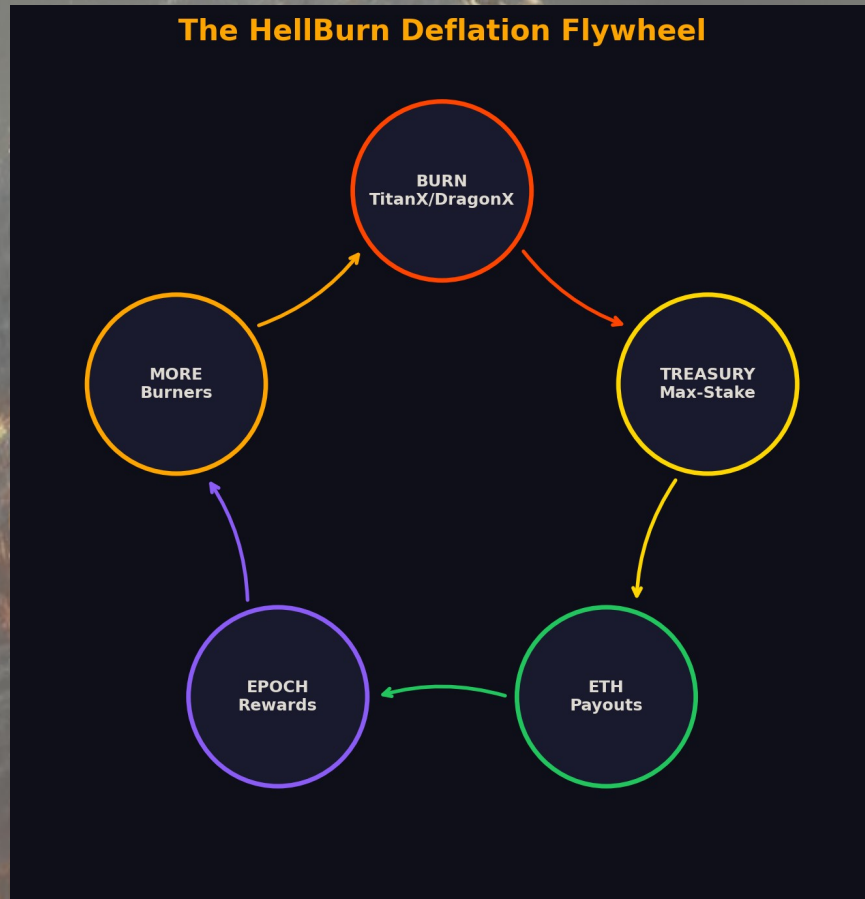 The HellBurn Deflation Flywheel
BURN
TitanX/DragonX
MORE
Burners
TREASURY
Max-Stake
EPOCH
Rewards
ETH
Payouts